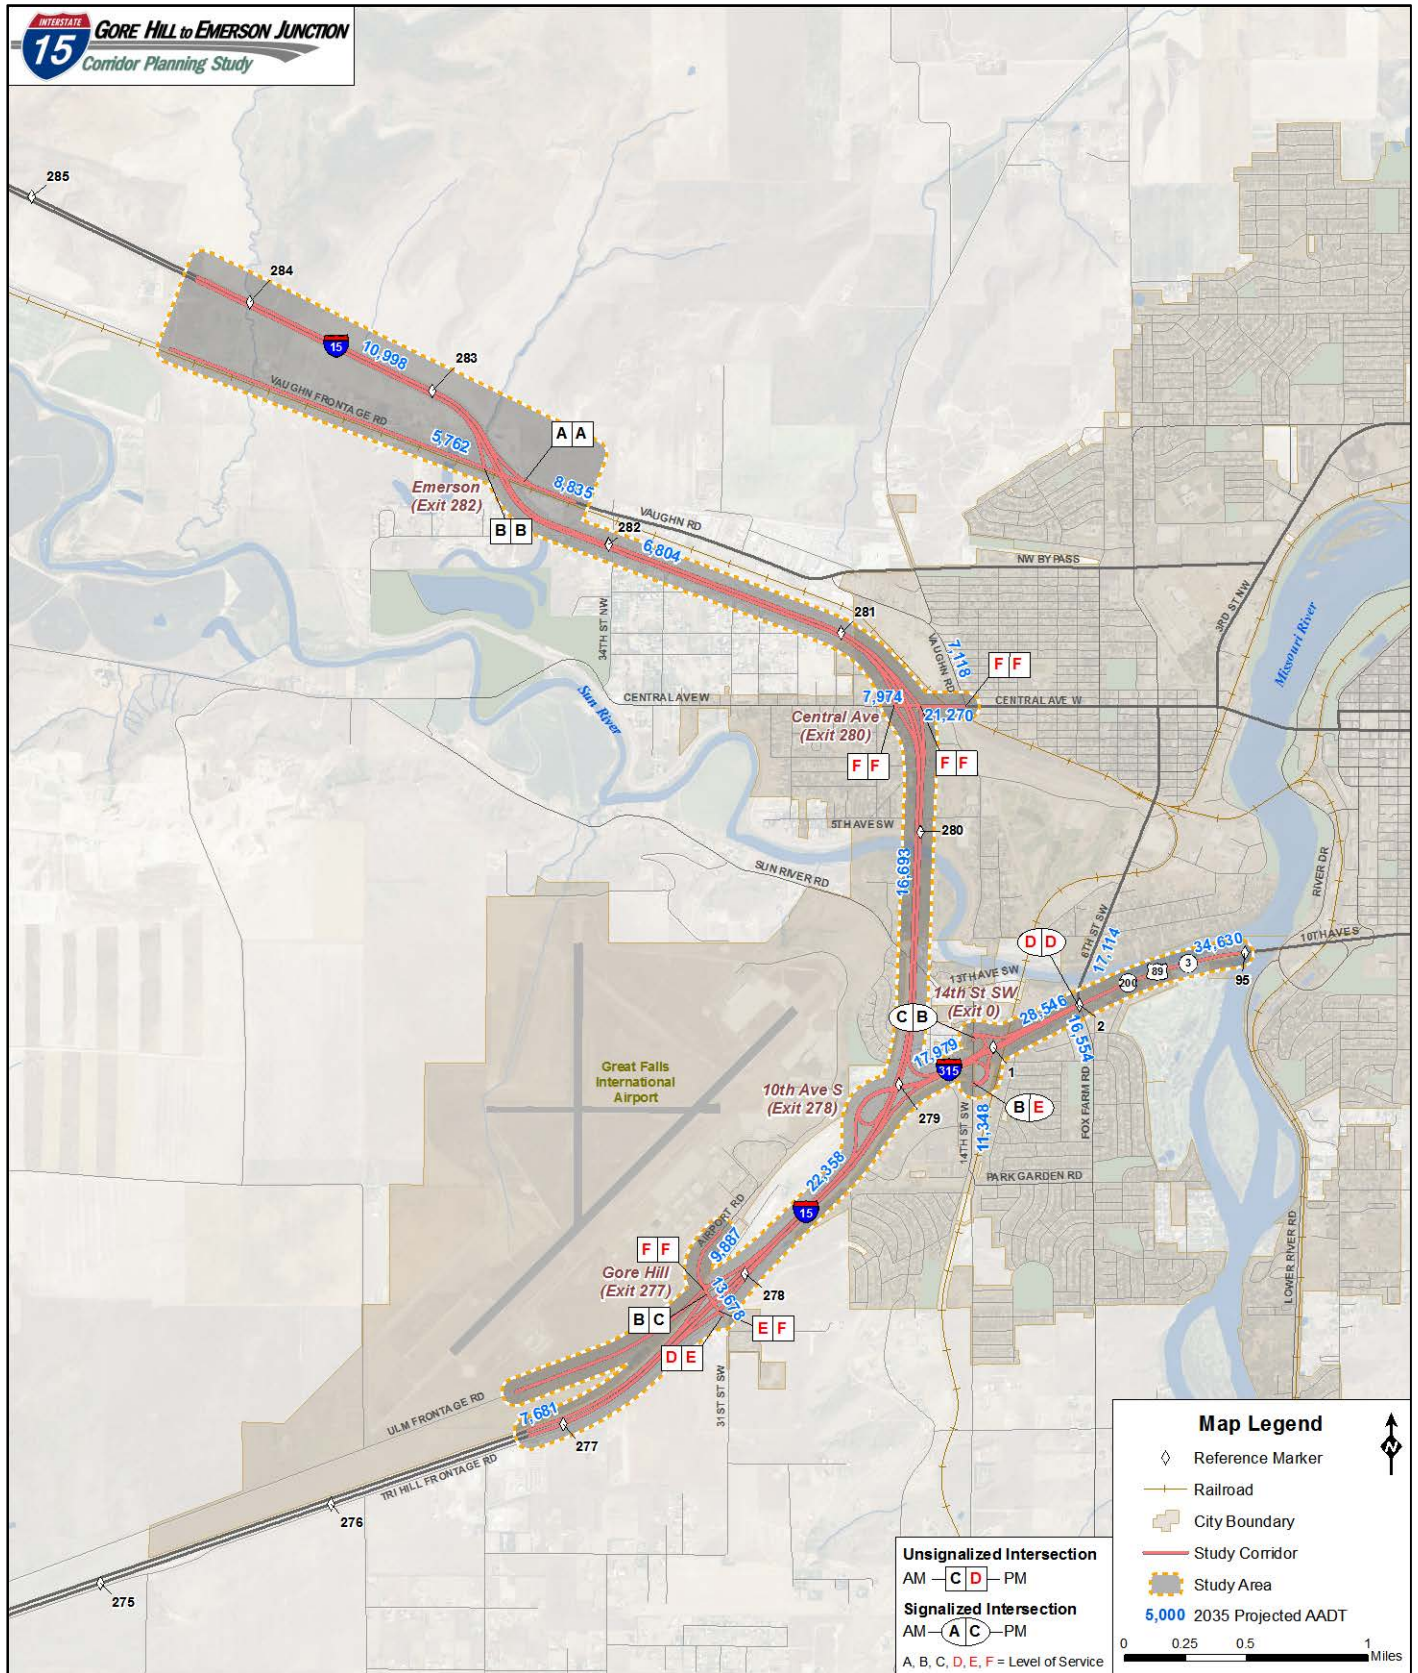 INTERSTATE
15
GORE HILL to EMERSON JUNCTION
Corridor Planning Study
285
284
15
10,998
283
VAUGHN FRONTAGE RD
5,762
A A
Emerson
(Exit 282)
8,835
B B
282
VAUGHN RD
6,804
NW BYPASS
34TH ST NW
281
3RD ST NW
Missouri River
VAUGHN RD
7,118
F F
Sun River
CENTRAL AVE W
7,974
CENTRAL AVE W
21,270
Central Ave
(Exit 280)
F F
F F
5TH AVE SW
280
SUN RIVER RD
16,693
RIVER DR
6TH ST SW
17,114
D D
34,630
10TH AVE S
13TH AVE SW
200
89
3
95
14th St SW
(Exit 0)
C B
28,546
2
16,554
17,979
315
1
Great Falls
International
Airport
10th Ave S
(Exit 278)
279
14TH ST SW
11,348
B E
FOX FARM RD
22,358
PARK GARDEN RD
15
AIRPORT RD
9,887
F F
LOWER RIVER RD
Gore Hill
(Exit 277)
13,678
278
B C
E F
D E
31ST ST SW
ULM FRONTAGE RD
7,681
277
TRI HILL FRONTAGE RD
276
275
Map Legend
N
Reference Marker
Railroad
City Boundary
Study Corridor
Study Area
5,000 2035 Projected AADT
0 0.25 0.5 1
Miles
Unsignalized Intersection
AM C D PM
Signalized Intersection
AM A C PM
A, B, C, D, E, F = Level of Service